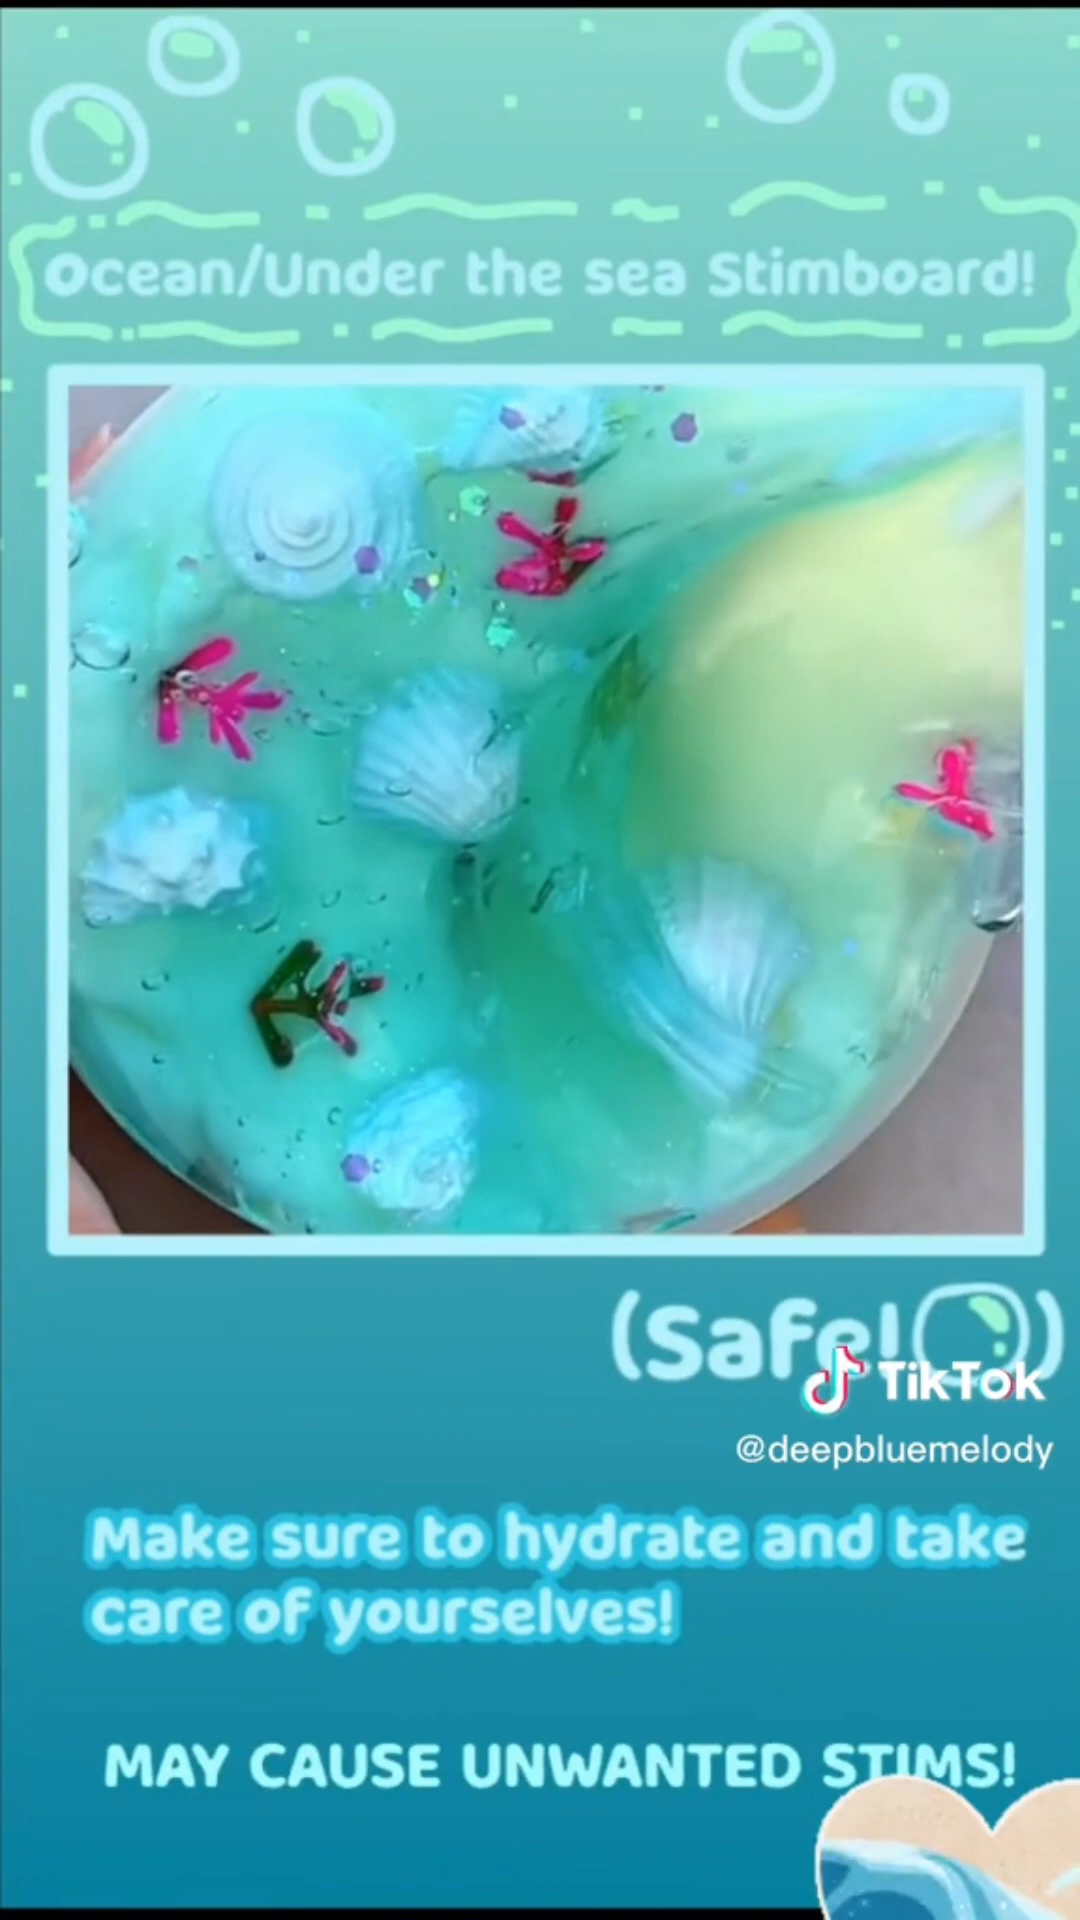 Ocean/Under the sea Stimboard!
(Safe! )
TikTok
@deepbluemelody
Make sure to hydrate and take
care of yourselves!
MAY CAUSE UNWANTED STIMS!